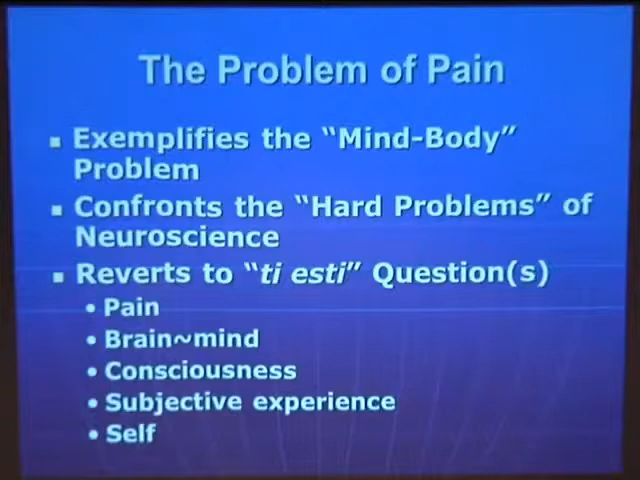 The Problem of Pain
Exemplifies the “Mind-Body”
Problem
Confronts the “Hard Problems” of
Neuroscience
Reverts to “ti esti” Question(s)
Pain
Brain~mind
Consciousness
Subjective experience
Self